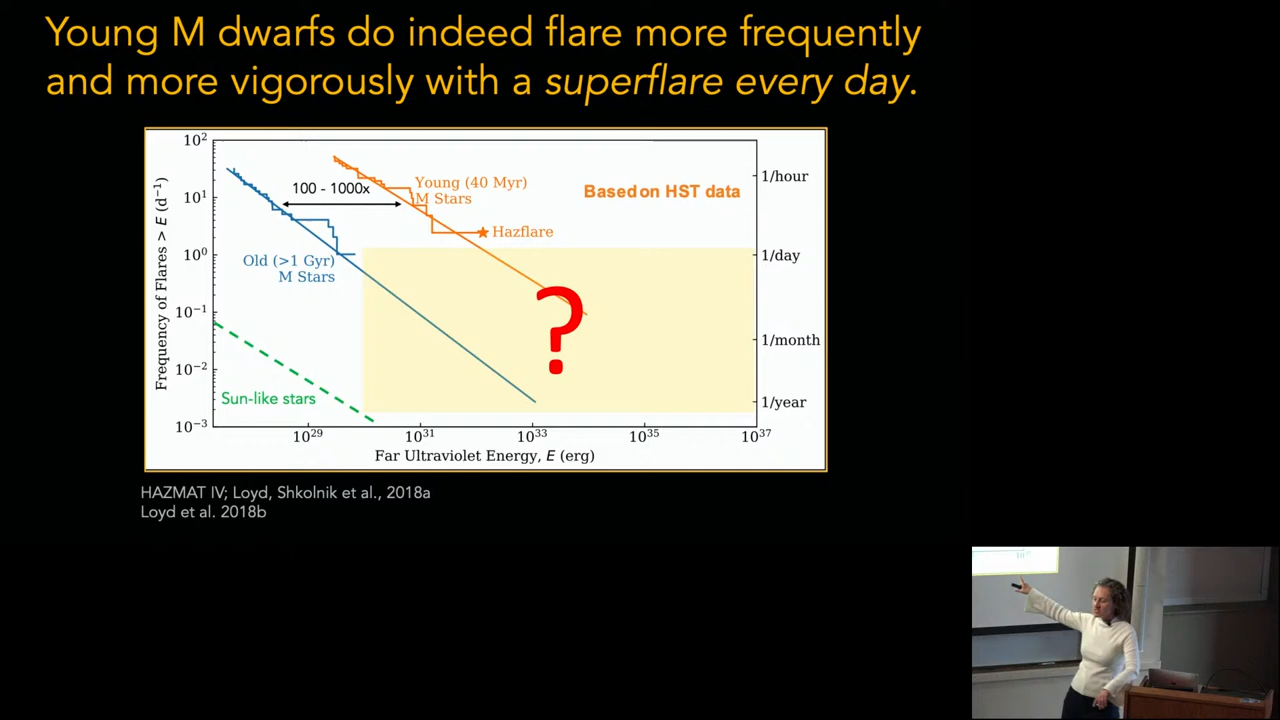 Young M dwarfs do indeed flare more frequently
and more vigorously with a superflare every day.
10²
10¹
10⁰
10⁻¹
10⁻²
10⁻³
Frequency of Flares > E (d⁻¹)
100 - 1000x
Young (40 Myr)
M Stars
Based on HST data
Hazflare
Old (>1 Gyr)
M Stars
?
Sun-like stars
1/hour
1/day
1/month
1/year
10²⁹
10³¹
10³³
10³⁵
10³⁷
Far Ultraviolet Energy, E (erg)
HAZMAT IV; Loyd, Shkolnik et al., 2018a
Loyd et al. 2018b